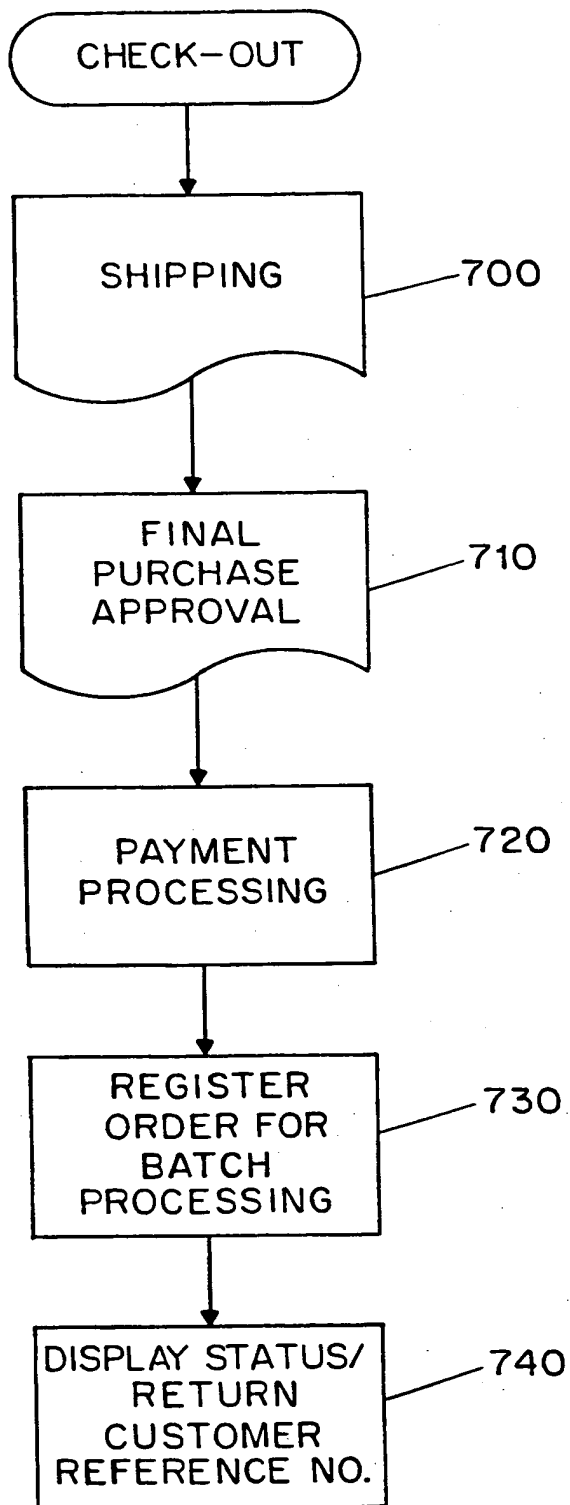 CHECK-OUT
SHIPPING
700
FINAL
PURCHASE
APPROVAL
710
PAYMENT
PROCESSING
720
REGISTER
ORDER FOR
BATCH
PROCESSING
730
DISPLAY STATUS/
RETURN
CUSTOMER
REFERENCE NO.
740